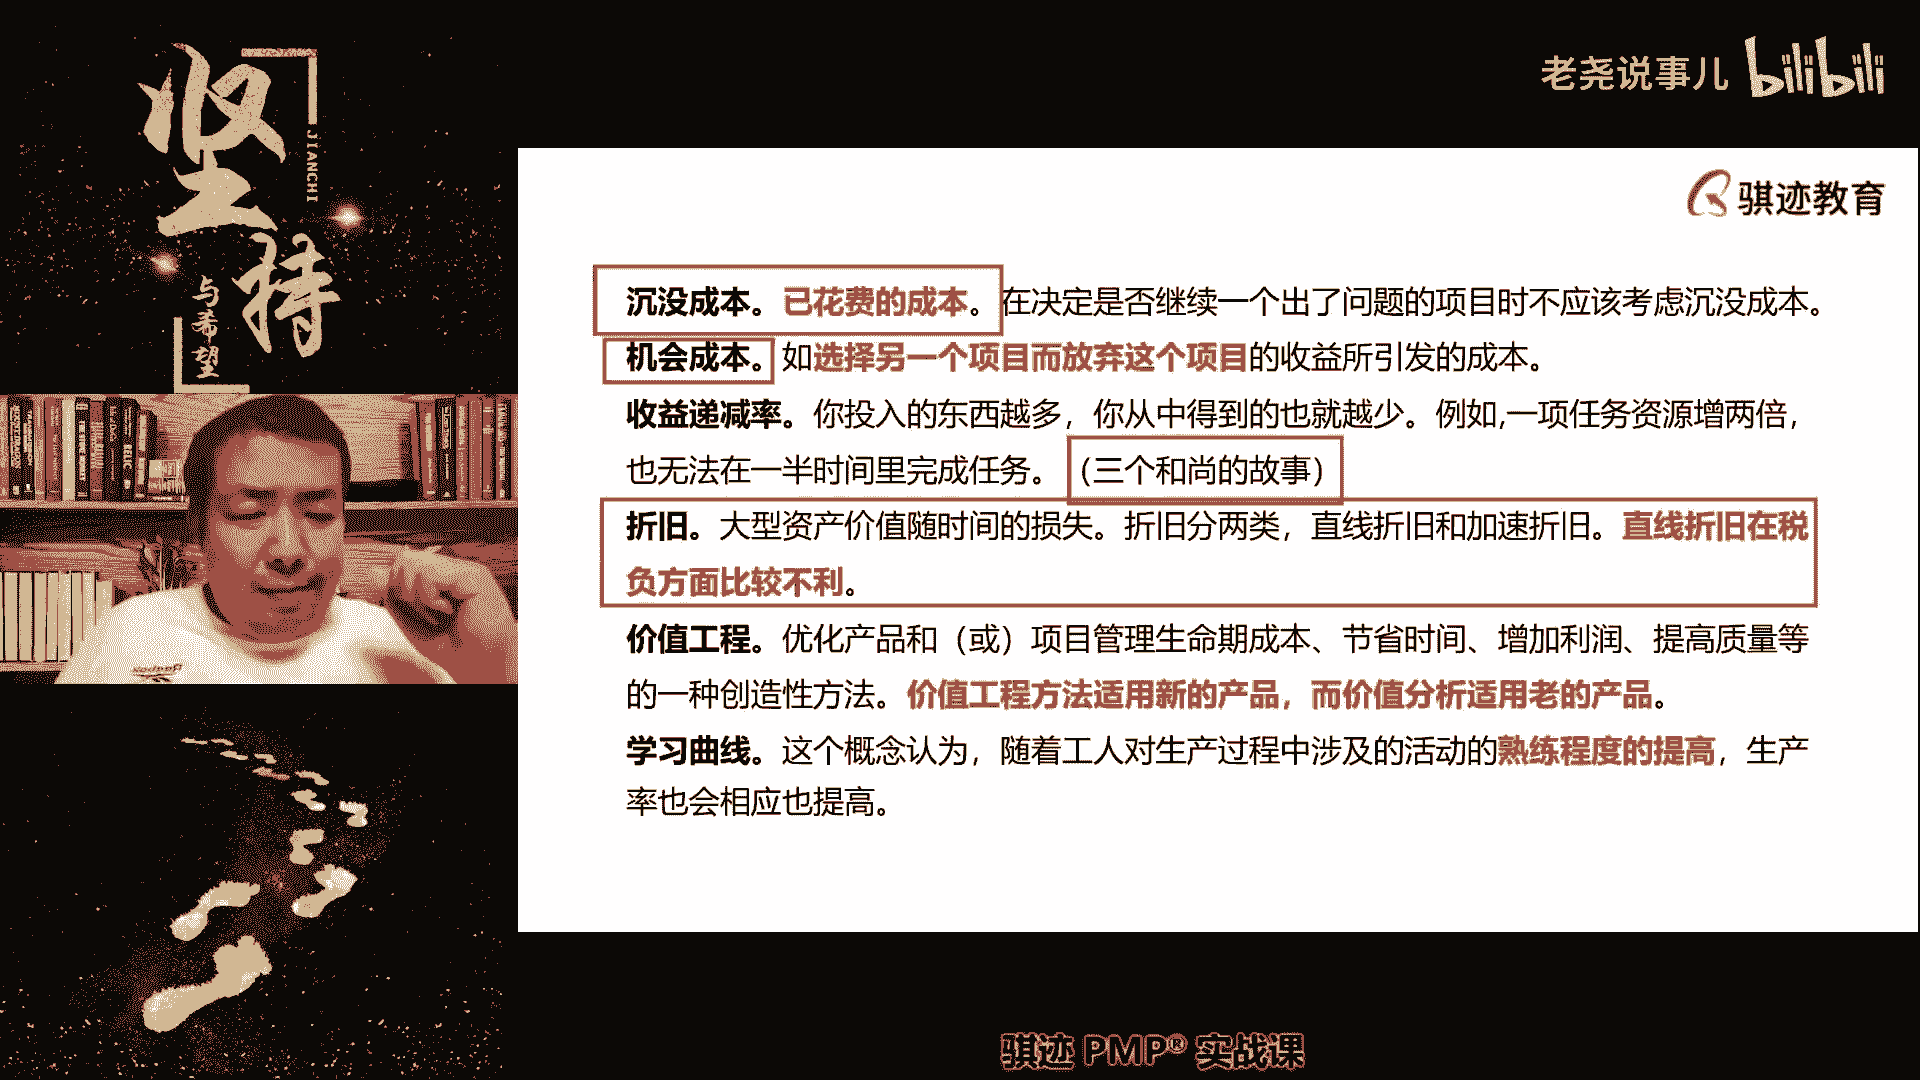 坚持
JIANCHI
与希望
老尧说事儿 bilibili
骐迹教育
沉没成本。已花费的成本。在决定是否继续一个出了问题的项目时不应该考虑沉没成本。
机会成本。如选择另一个项目而放弃这个项目的收益所引发的成本。
收益递减率。你投入的东西越多，你从中得到的也就越少。例如,一项任务资源增两倍，
也无法在一半时间里完成任务。（三个和尚的故事）
折旧。大型资产价值随时间的损失。折旧分两类，直线折旧和加速折旧。直线折旧在税
负方面比较不利。
价值工程。优化产品和（或）项目管理生命期成本、节省时间、增加利润、提高质量等
的一种创造性方法。价值工程方法适用新的产品，而价值分析适用老的产品。
学习曲线。这个概念认为，随着工人对生产过程中涉及的活动的熟练程度的提高，生产
率也会相应也提高。
骐迹 PMP® 实战课